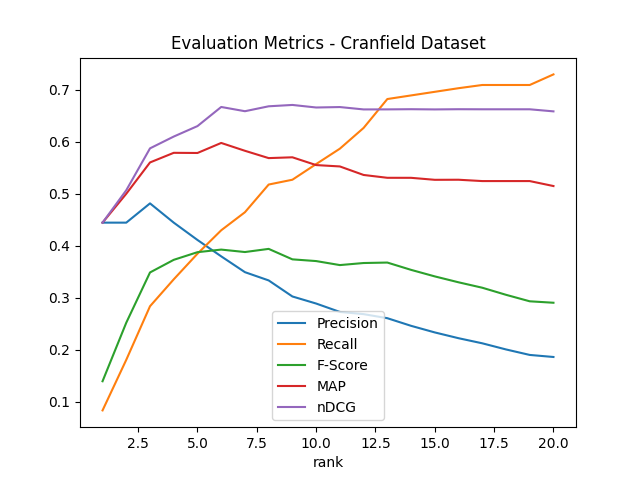 Evaluation Metrics - Cranfield Dataset
0.7
0.6
0.5
0.4
0.3
0.2
0.1
Precision
Recall
F-Score
MAP
nDCG
2.5 5.0 7.5 10.0 12.5 15.0 17.5 20.0
rank